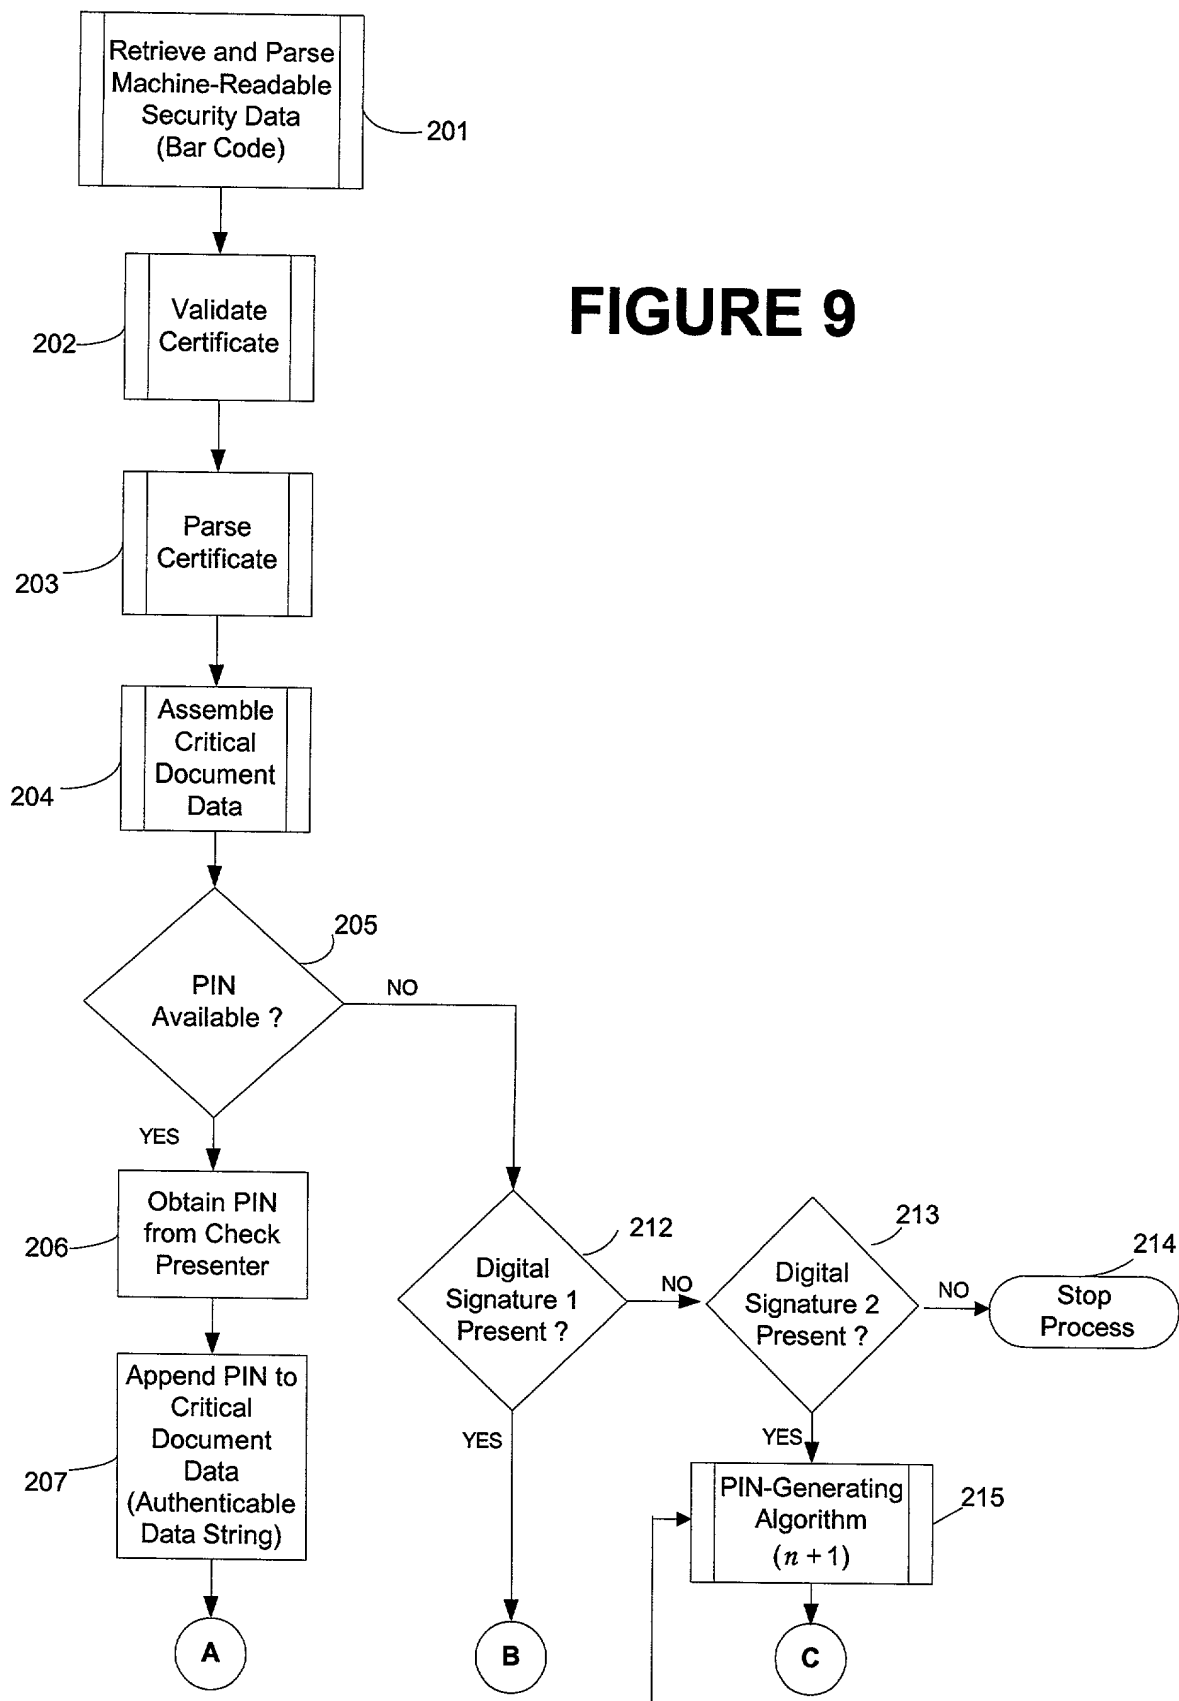 Retrieve and Parse
Machine-Readable
Security Data
(Bar Code)
201
Validate
Certificate
202
FIGURE 9
Parse
Certificate
203
Assemble
Critical
Document
Data
204
205
PIN
Available ?
NO
YES
Obtain PIN
from Check
Presenter
206
Append PIN to
Critical
Document
Data
(Authenticable
Data String)
207
A
212
Digital
Signature 1
Present ?
NO
YES
B
213
Digital
Signature 2
Present ?
NO
214
Stop
Process
YES
PIN-Generating
Algorithm
(n + 1)
215
C